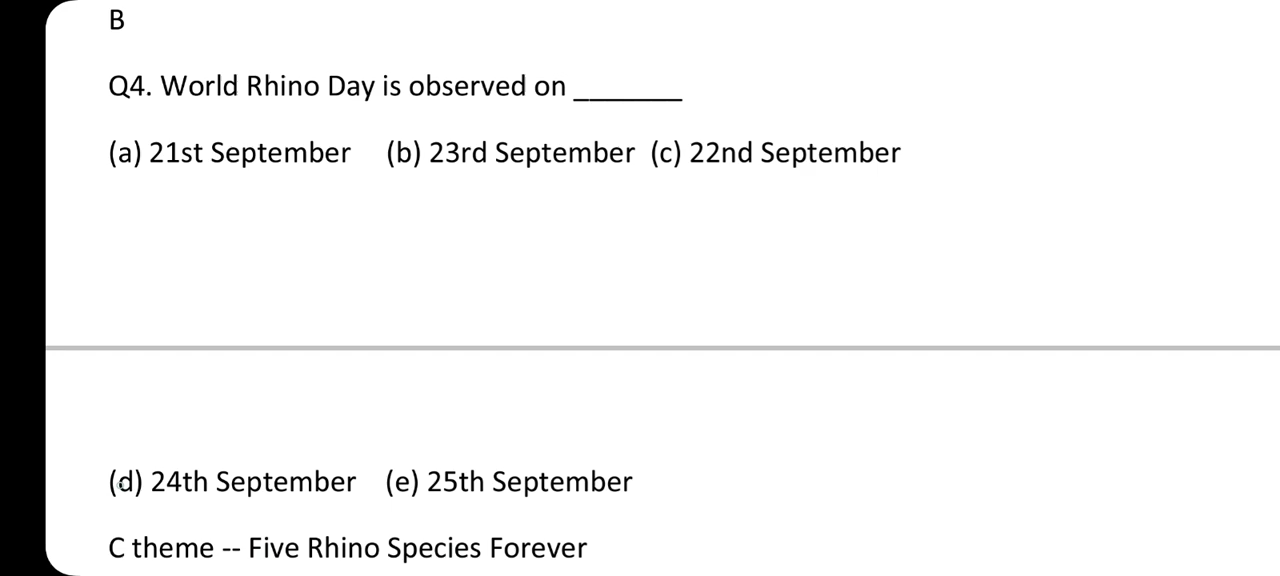 B
Q4. World Rhino Day is observed on _______
(a) 21st September (b) 23rd September (c) 22nd September
(d) 24th September (e) 25th September
C theme -- Five Rhino Species Forever